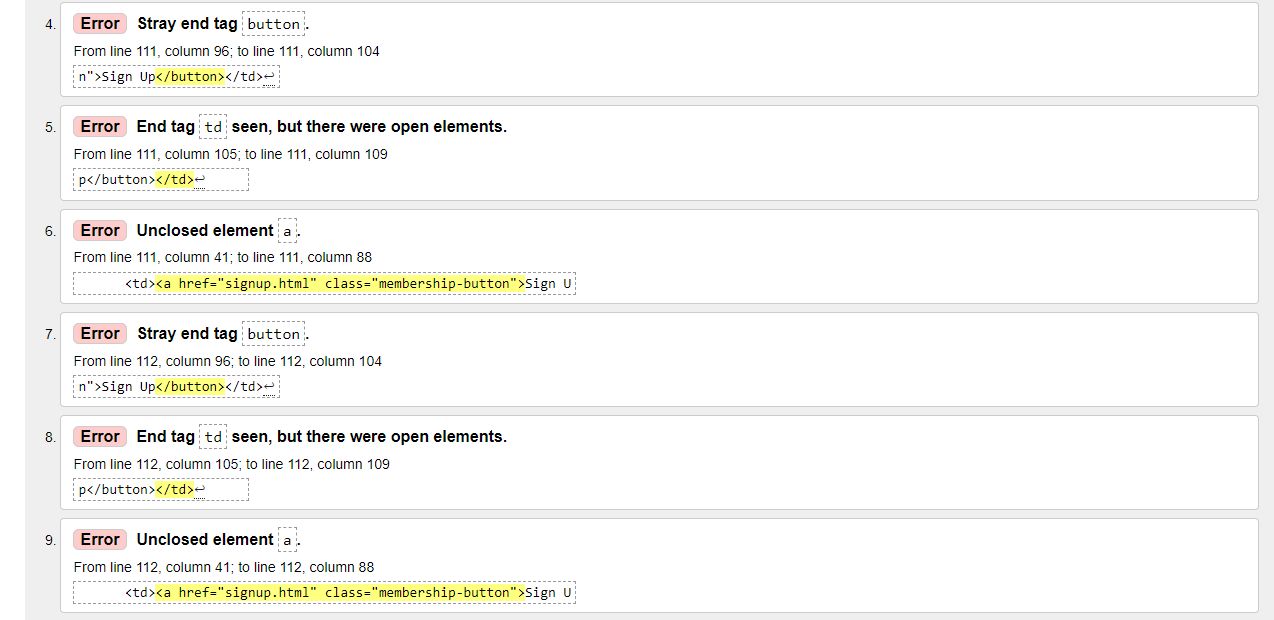 4. Error Stray end tag button.
From line 111, column 96; to line 111, column 104
n">Sign Up</button></td>↩
5. Error End tag td seen, but there were open elements.
From line 111, column 105; to line 111, column 109
p</button></td>↩
6. Error Unclosed element a.
From line 111, column 41; to line 111, column 88
<td><a href="signup.html" class="membership-button">Sign U
7. Error Stray end tag button.
From line 112, column 96; to line 112, column 104
n">Sign Up</button></td>↩
8. Error End tag td seen, but there were open elements.
From line 112, column 105; to line 112, column 109
p</button></td>↩
9. Error Unclosed element a.
From line 112, column 41; to line 112, column 88
<td><a href="signup.html" class="membership-button">Sign U